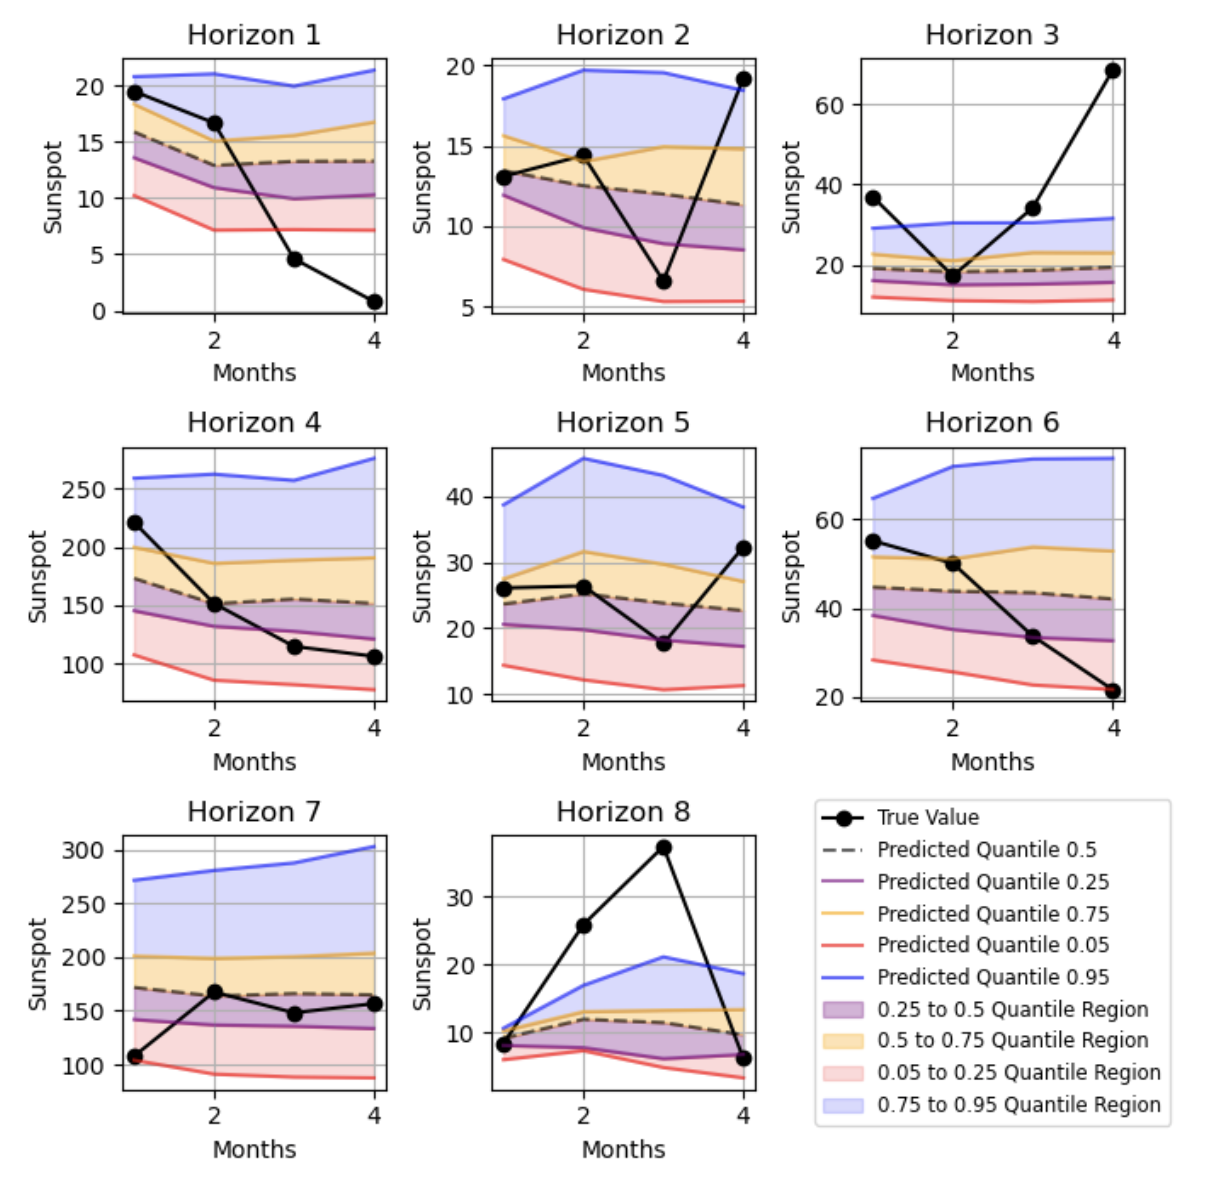 Horizon 1
Sunspot
20
15
10
5
0
2
4
Months
Horizon 2
Sunspot
20
15
10
5
2
4
Months
Horizon 3
Sunspot
60
40
20
2
4
Months
Horizon 4
Sunspot
250
200
150
100
2
4
Months
Horizon 5
Sunspot
40
30
20
10
2
4
Months
Horizon 6
Sunspot
60
40
20
2
4
Months
Horizon 7
Sunspot
300
250
200
150
100
2
4
Months
Horizon 8
Sunspot
30
20
10
2
4
Months
True Value
Predicted Quantile 0.5
Predicted Quantile 0.25
Predicted Quantile 0.75
Predicted Quantile 0.05
Predicted Quantile 0.95
0.25 to 0.5 Quantile Region
0.5 to 0.75 Quantile Region
0.05 to 0.25 Quantile Region
0.75 to 0.95 Quantile Region